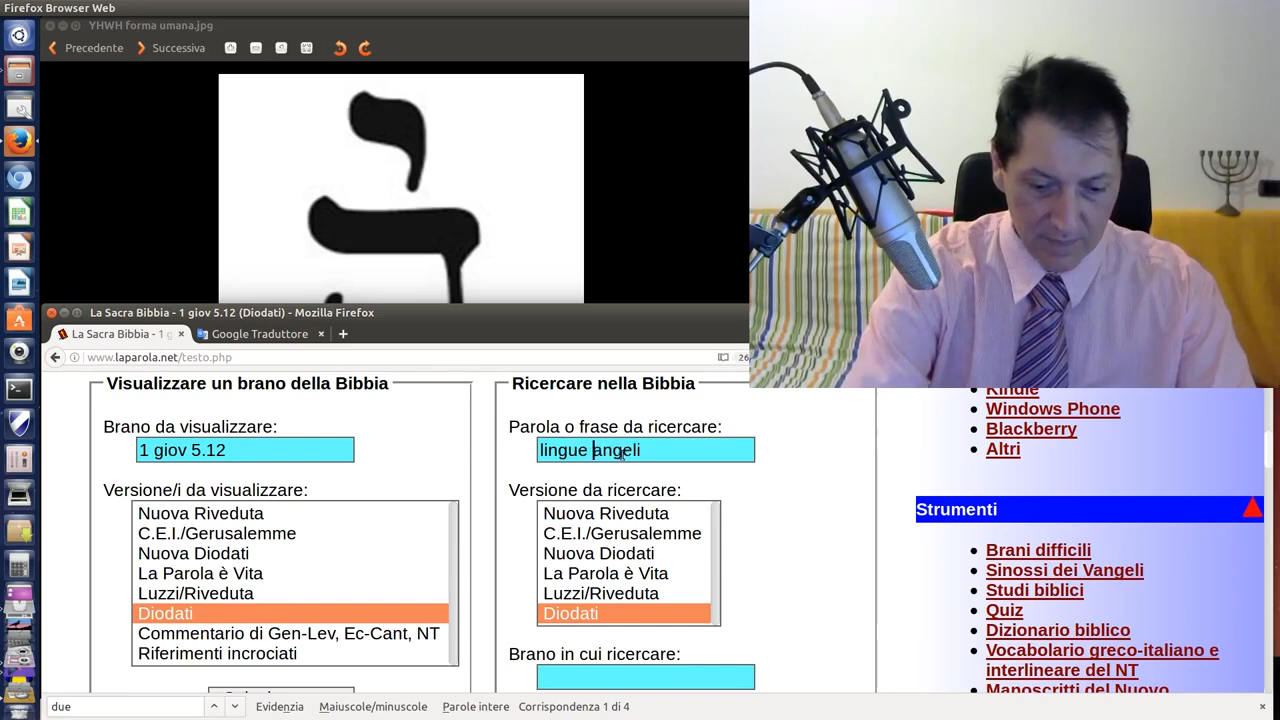 Firefox Browser Web
YHWH forma umana.jpg
Precedente
Successiva
י
La Sacra Bibbia - 1 giov 5.12 (Diodati) - Mozilla Firefox
La Sacra Bibbia - 1 g
Google Traduttore
www.laparola.net/testo.php
Visualizzare un brano della Bibbia
Brano da visualizzare:
1 giov 5.12
Versione/i da visualizzare:
Nuova Riveduta
C.E.I./Gerusalemme
Nuova Diodati
La Parola è Vita
Luzzi/Riveduta
Diodati
Commentario di Gen-Lev, Ec-Cant, NT
Riferimenti incrociati
Ricercare nella Bibbia
Parola o frase da ricercare:
lingue angeli
Versione da ricercare:
Nuova Riveduta
C.E.I./Gerusalemme
Nuova Diodati
La Parola è Vita
Luzzi/Riveduta
Diodati
Brano in cui ricercare:
Kindle
Windows Phone
Blackberry
Altri
Strumenti
Brani difficili
Sinossi dei Vangeli
Studi biblici
Quiz
Dizionario biblico
Vocabolario greco-italiano e
interlineare del NT
Manoscritti del Nuovo
due
Evidenzia
Maiuscole/minuscole
Parole intere
Corrispondenza 1 di 4